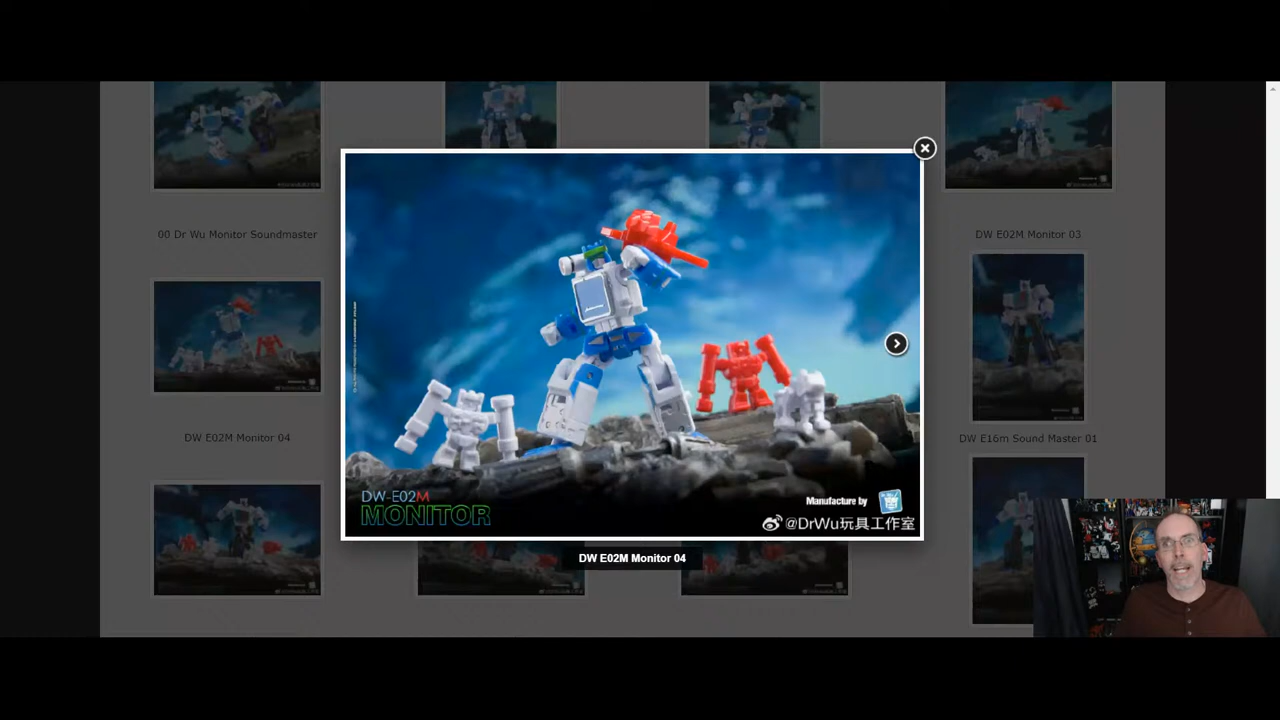 00 Dr Wu Monitor Soundmaster
DW E02M Monitor 03
DW E02M Monitor 04
DW E16m Sound Master 01
DW-E02M
MONITOR
Manufacture by
@DrWu玩具工作室
DW E02M Monitor 04